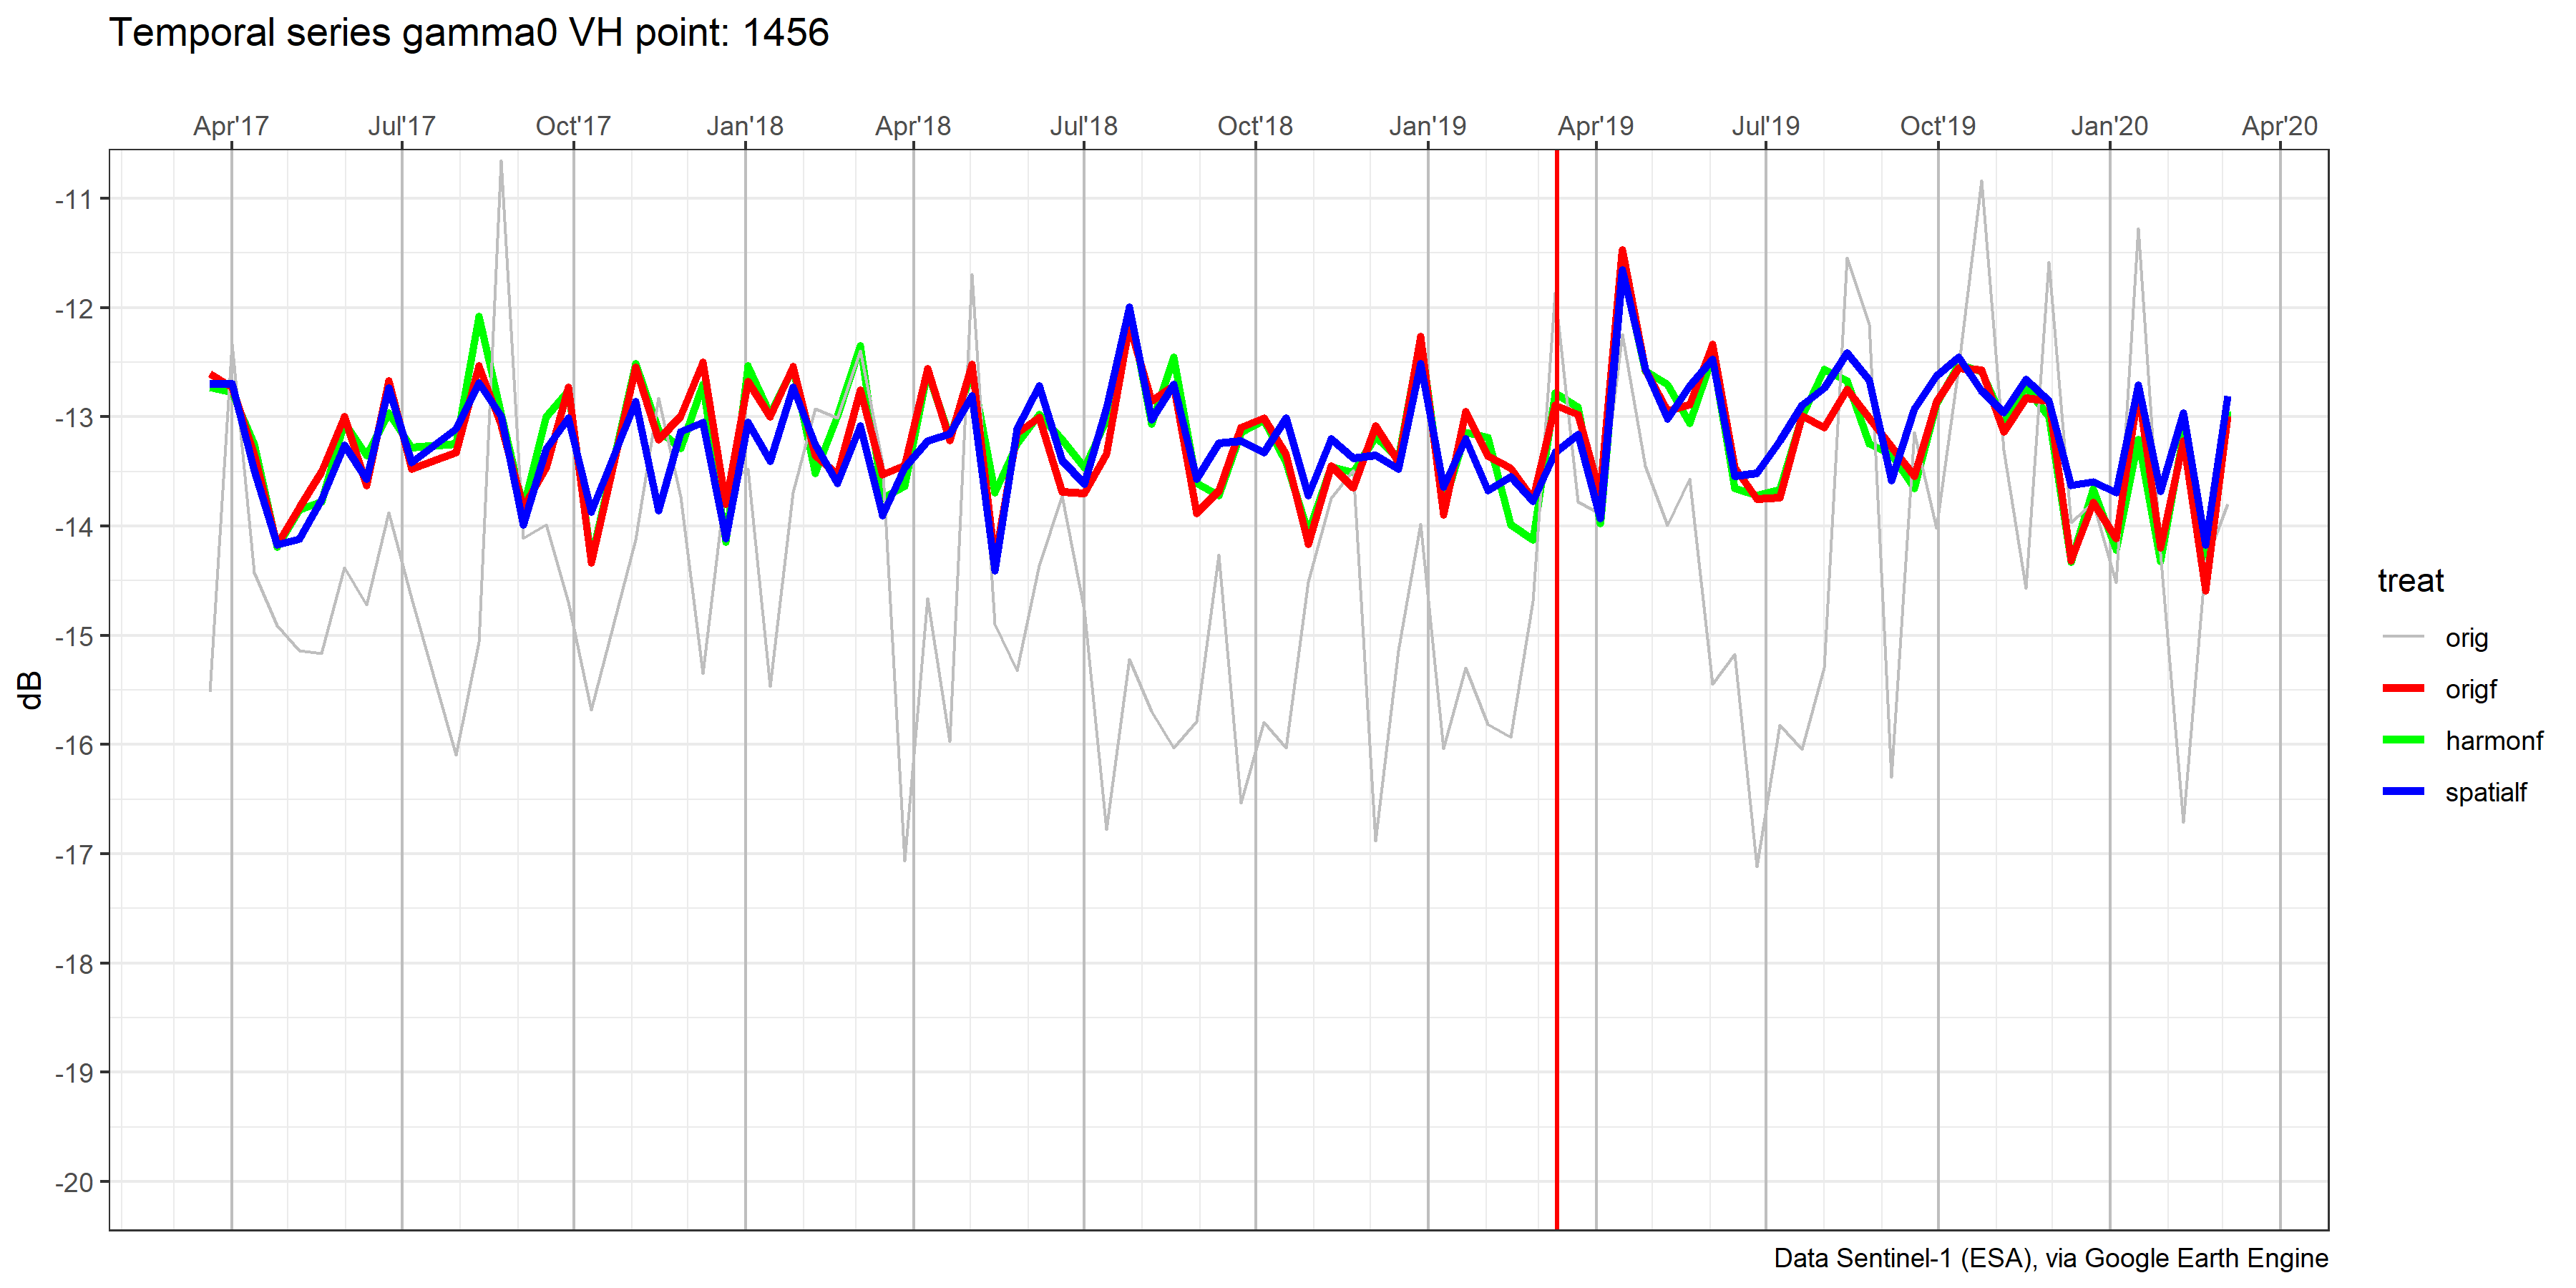 Temporal series gamma0 VH point: 1456
Apr'17 Jul'17 Oct'17 Jan'18 Apr'18 Jul'18 Oct'18 Jan'19 Apr'19 Jul'19 Oct'19 Jan'20 Apr'20
-11
-12
-13
-14
-15
-16
-17
-18
-19
-20
dB
treat
orig
origf
harmonf
spatialf
Data Sentinel-1 (ESA), via Google Earth Engine